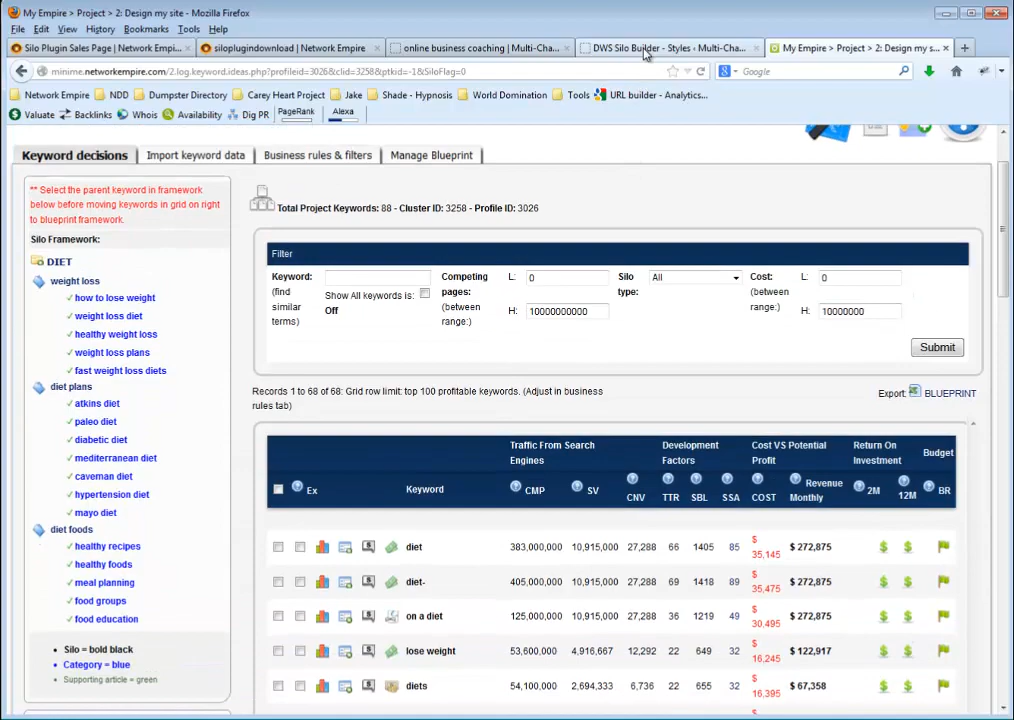 My Empire > Project > 2: Design my site - Mozilla Firefox
File Edit View History Bookmarks Tools Help
Silo Plugin Sales Page | Network Empi... × siloplugindownload | Network Empire × online business coaching | Multi-Cha... × DWS Silo Builder - Styles ‹ Multi-Cha... × My Empire > Project > 2: Design my s... × +
minime.networkempire.com/2.log.keyword.ideas.php?profileid=3026&clid=3258&ptkid=-1&SiloFlag=0 Google
Network Empire NDD Dumpster Directory Carey Heart Project Jake Shade - Hypnosis World Domination Tools URL builder - Analytics...
Valuate Backlinks Whois Availability Dig PR PageRank Alexa
Keyword decisions Import keyword data Business rules & filters Manage Blueprint
** Select the parent keyword in framework
below before moving keywords in grid on right
to blueprint framework.
Silo Framework:
DIET
weight loss
✓ how to lose weight
✓ weight loss diet
✓ healthy weight loss
✓ weight loss plans
✓ fast weight loss diets
diet plans
✓ atkins diet
✓ paleo diet
✓ diabetic diet
✓ mediterranean diet
✓ caveman diet
✓ hypertension diet
✓ mayo diet
diet foods
✓ healthy recipes
✓ healthy foods
✓ meal planning
✓ food groups
✓ food education
• Silo = bold black
• Category = blue
• Supporting article = green
Total Project Keywords: 88 - Cluster ID: 3258 - Profile ID: 3026
Filter
Keyword:
(find
similar
terms)
Show All keywords is:
Off
Competing
pages:
(between
range:)
L: 0
H: 10000000000
Silo
type:
All
Cost:
(between
range:)
L: 0
H: 10000000
Submit
Records 1 to 68 of 68: Grid row limit: top 100 profitable keywords. (Adjust in business
rules tab)
Export: BLUEPRINT
Traffic From Search
Engines
Development
Factors
Cost VS Potential
Profit
Return On
Investment
Budget
Ex Keyword CMP SV CNV TTR SBL SSA COST Revenue
Monthly 2M 12M BR
diet 383,000,000 10,915,000 27,288 66 1405 85 $
35,145 $ 272,875
diet- 405,000,000 10,915,000 27,288 69 1418 89 $
35,475 $ 272,875
on a diet 125,000,000 10,915,000 27,288 36 1219 49 $
30,495 $ 272,875
lose weight 53,600,000 4,916,667 12,292 22 649 32 $
16,245 $ 122,917
diets 54,100,000 2,694,333 6,736 22 655 32 $
16,395 $ 67,358
$